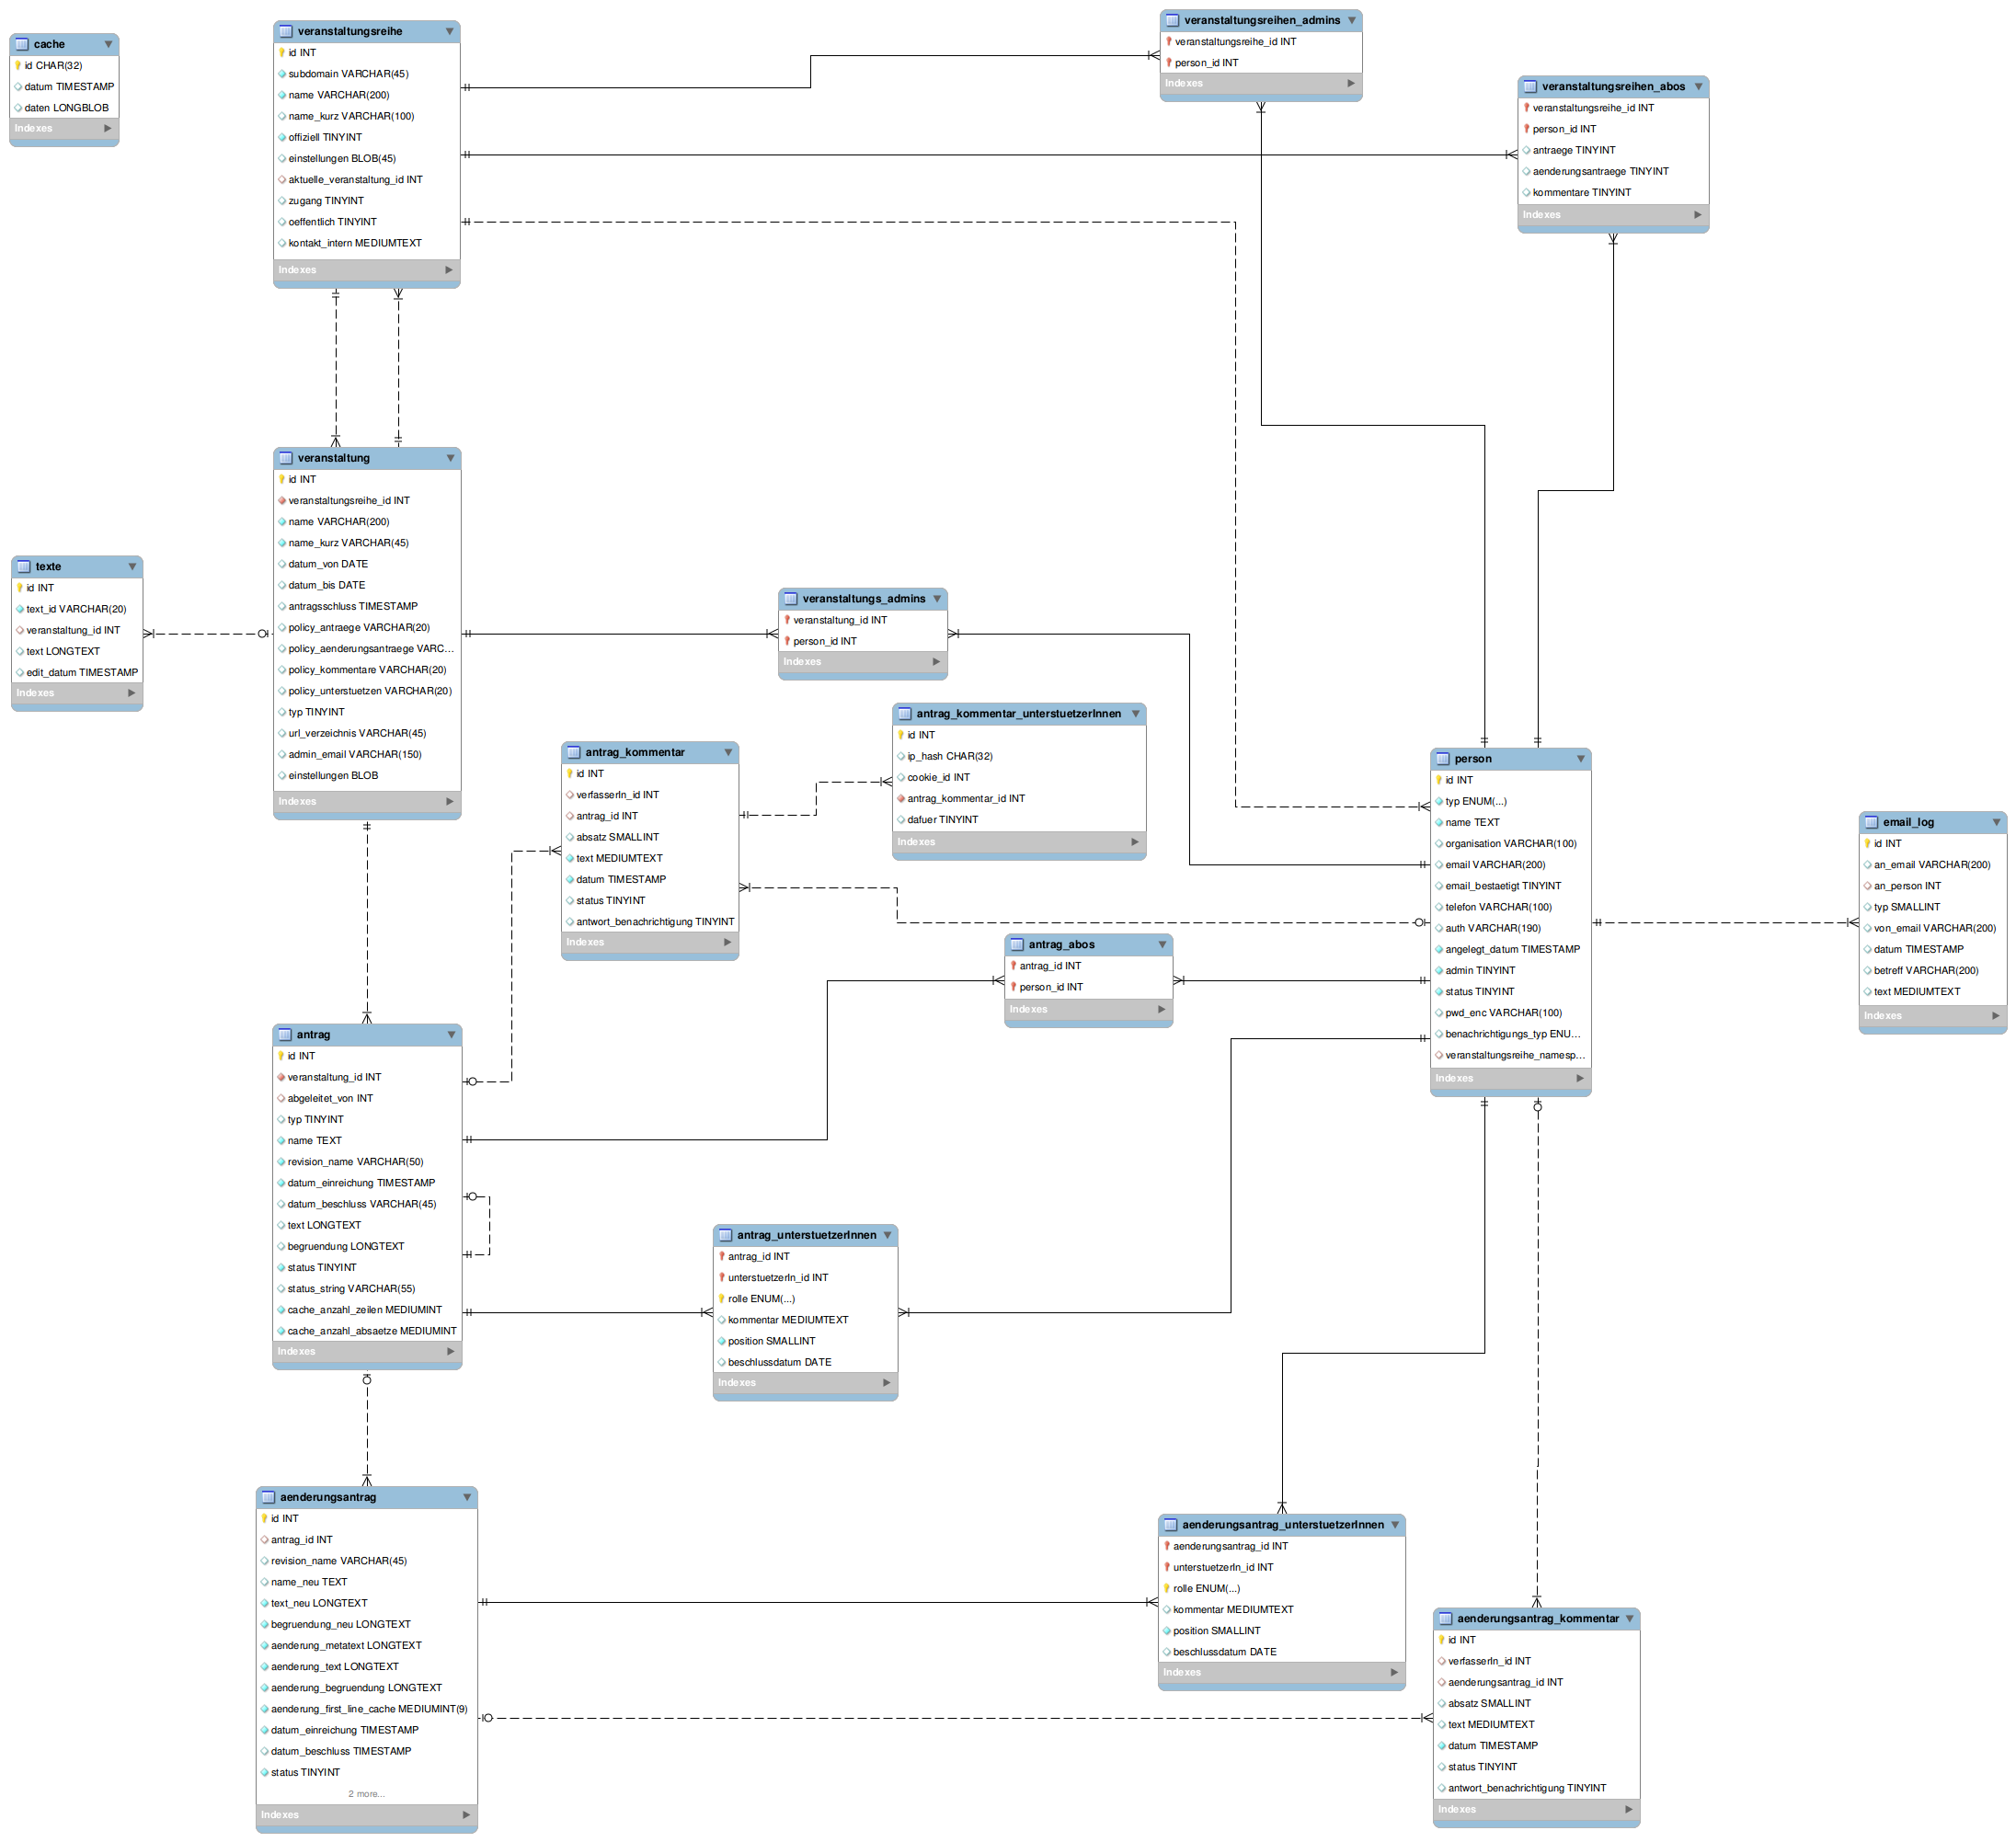 cache
id CHAR(32)
datum TIMESTAMP
daten LONGBLOB
Indexes
veranstaltungsreihe
id INT
subdomain VARCHAR(45)
name VARCHAR(200)
name_kurz VARCHAR(100)
offiziell TINYINT
einstellungen BLOB(45)
aktuelle_veranstaltung_id INT
zugang TINYINT
oeffentlich TINYINT
kontakt_intern MEDIUMTEXT
Indexes
veranstaltungsreihen_admins
veranstaltungsreihe_id INT
person_id INT
Indexes
veranstaltungsreihen_abos
veranstaltungsreihe_id INT
person_id INT
antraege TINYINT
aenderungsantraege TINYINT
kommentare TINYINT
Indexes
veranstaltung
id INT
veranstaltungsreihe_id INT
name VARCHAR(200)
name_kurz VARCHAR(45)
datum_von DATE
datum_bis DATE
antragsschluss TIMESTAMP
policy_antraege VARCHAR(20)
policy_aenderungsantraege VARC...
policy_kommentare VARCHAR(20)
policy_unterstuetzen VARCHAR(20)
typ TINYINT
url_verzeichnis VARCHAR(45)
admin_email VARCHAR(150)
einstellungen BLOB
Indexes
texte
id INT
text_id VARCHAR(20)
veranstaltung_id INT
text LONGTEXT
edit_datum TIMESTAMP
Indexes
veranstaltungs_admins
veranstaltung_id INT
person_id INT
Indexes
antrag_kommentar_unterstuetzerInnen
id INT
ip_hash CHAR(32)
cookie_id INT
antrag_kommentar_id INT
dafuer TINYINT
Indexes
antrag_kommentar
id INT
verfasserIn_id INT
antrag_id INT
absatz SMALLINT
text MEDIUMTEXT
datum TIMESTAMP
status TINYINT
antwort_benachrichtigung TINYINT
Indexes
person
id INT
typ ENUM(...)
name TEXT
organisation VARCHAR(100)
email VARCHAR(200)
email_bestaetigt TINYINT
telefon VARCHAR(100)
auth VARCHAR(190)
angelegt_datum TIMESTAMP
admin TINYINT
status TINYINT
pwd_enc VARCHAR(100)
benachrichtigungs_typ ENU...
veranstaltungsreihe_namesp...
Indexes
email_log
id INT
an_email VARCHAR(200)
an_person INT
typ SMALLINT
von_email VARCHAR(200)
datum TIMESTAMP
betreff VARCHAR(200)
text MEDIUMTEXT
Indexes
antrag_abos
antrag_id INT
person_id INT
Indexes
antrag
id INT
veranstaltung_id INT
abgeleitet_von INT
typ TINYINT
name TEXT
revision_name VARCHAR(50)
datum_einreichung TIMESTAMP
datum_beschluss VARCHAR(45)
text LONGTEXT
begruendung LONGTEXT
status TINYINT
status_string VARCHAR(55)
cache_anzahl_zeilen MEDIUMINT
cache_anzahl_absaetze MEDIUMINT
Indexes
antrag_unterstuetzerInnen
antrag_id INT
unterstuetzerIn_id INT
rolle ENUM(...)
kommentar MEDIUMTEXT
position SMALLINT
beschlussdatum DATE
Indexes
aenderungsantrag
id INT
antrag_id INT
revision_name VARCHAR(45)
name_neu TEXT
text_neu LONGTEXT
begruendung_neu LONGTEXT
aenderung_metatext LONGTEXT
aenderung_text LONGTEXT
aenderung_begruendung LONGTEXT
aenderung_first_line_cache MEDIUMINT(9)
datum_einreichung TIMESTAMP
datum_beschluss TIMESTAMP
status TINYINT
2 more...
Indexes
aenderungsantrag_unterstuetzerInnen
aenderungsantrag_id INT
unterstuetzerIn_id INT
rolle ENUM(...)
kommentar MEDIUMTEXT
position SMALLINT
beschlussdatum DATE
Indexes
aenderungsantrag_kommentar
id INT
verfasserIn_id INT
aenderungsantrag_id INT
absatz SMALLINT
text MEDIUMTEXT
datum TIMESTAMP
status TINYINT
antwort_benachrichtigung TINYINT
Indexes